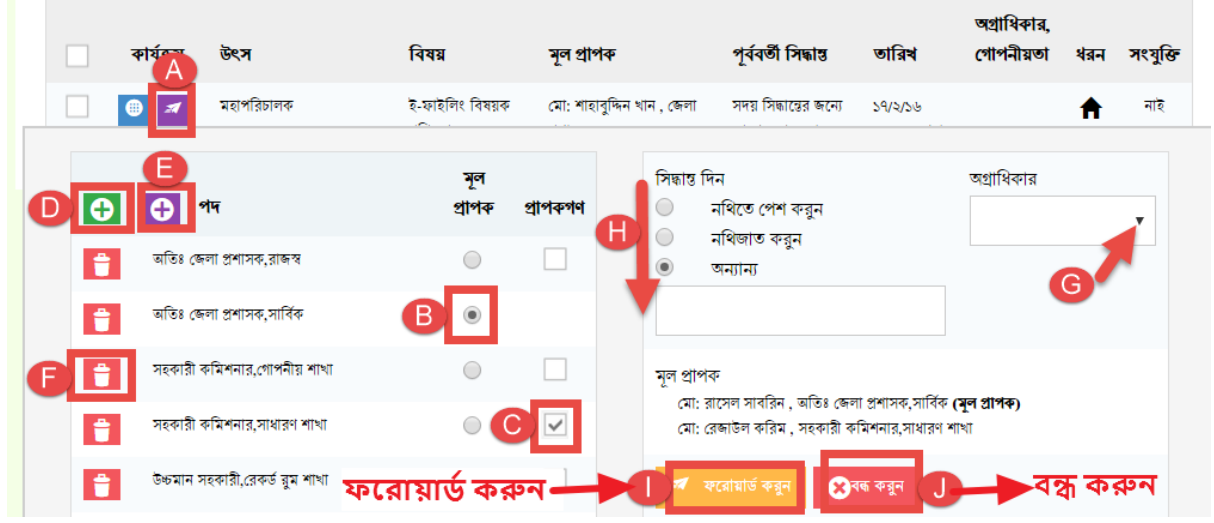 অগ্রাধিকার,
উৎস বিষয় মূল প্রাপক পূর্ববর্তী সিদ্ধান্ত তারিখ গোপনীয়তা ধরন সংযুক্তি
A
মহাপরিচালক ই-ফাইলিং বিষয়ক মো: শাহাবুদ্দিন খান , জেলা সদয় সিদ্ধান্তের জন্যে ১৭/২/১৬ নাই
E
মূল
D পদ প্রাপক প্রাপকগণ
অতিঃ জেলা প্রশাসক,রাজস্ব
অতিঃ জেলা প্রশাসক,সার্বিক B
F সহকারী কমিশনার,গোপনীয় শাখা
সহকারী কমিশনার,সাধারণ শাখা C
উচ্চমান সহকারী,রেকর্ড রুম শাখা
ফরোয়ার্ড করুন
সিদ্ধান্ত দিন অগ্রাধিকার
নথিতে পেশ করুন
H নথিজাত করুন
অন্যান্য
G
মূল প্রাপক
মো: রাসেল সাবরিন , অতিঃ জেলা প্রশাসক,সার্বিক (মূল প্রাপক)
মো: রেজাউল করিম , সহকারী কমিশনার,সাধারণ শাখা
I ফরোয়ার্ড করুন বন্ধ করুন J বন্ধ করুন